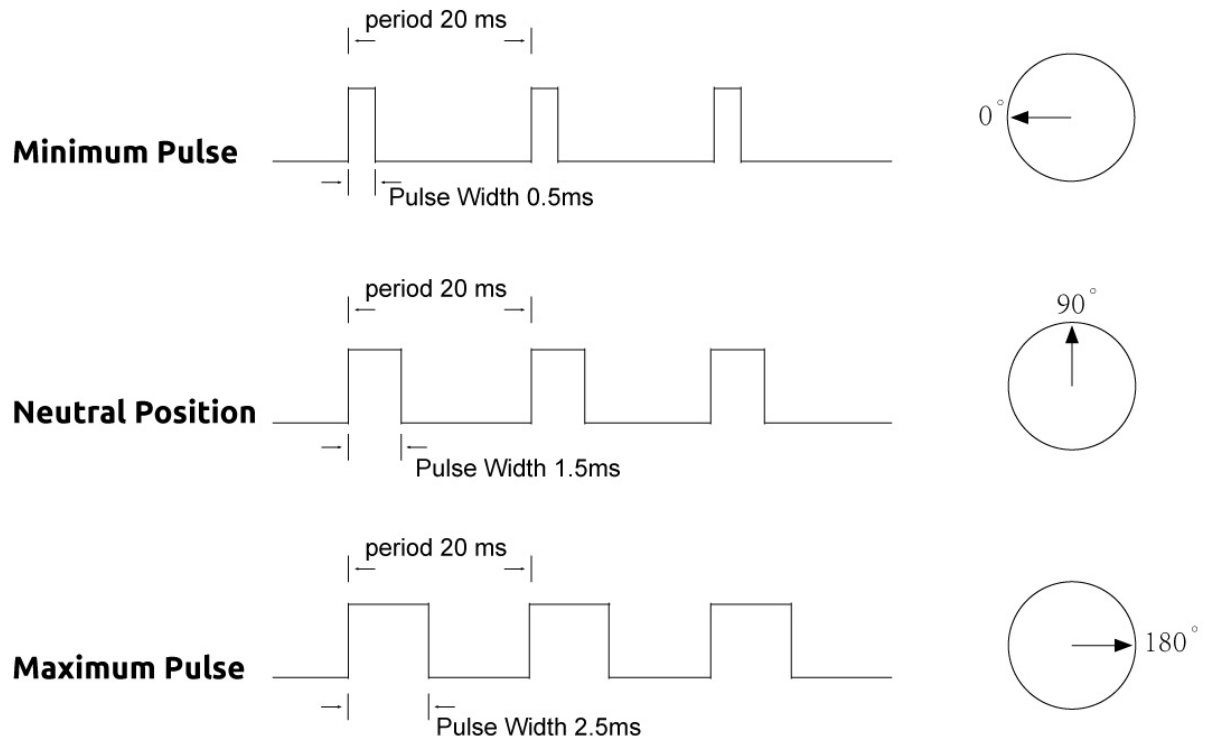 period 20 ms
0°
Minimum Pulse
Pulse Width 0.5ms
period 20 ms
90°
Neutral Position
Pulse Width 1.5ms
period 20 ms
180°
Maximum Pulse
Pulse Width 2.5ms